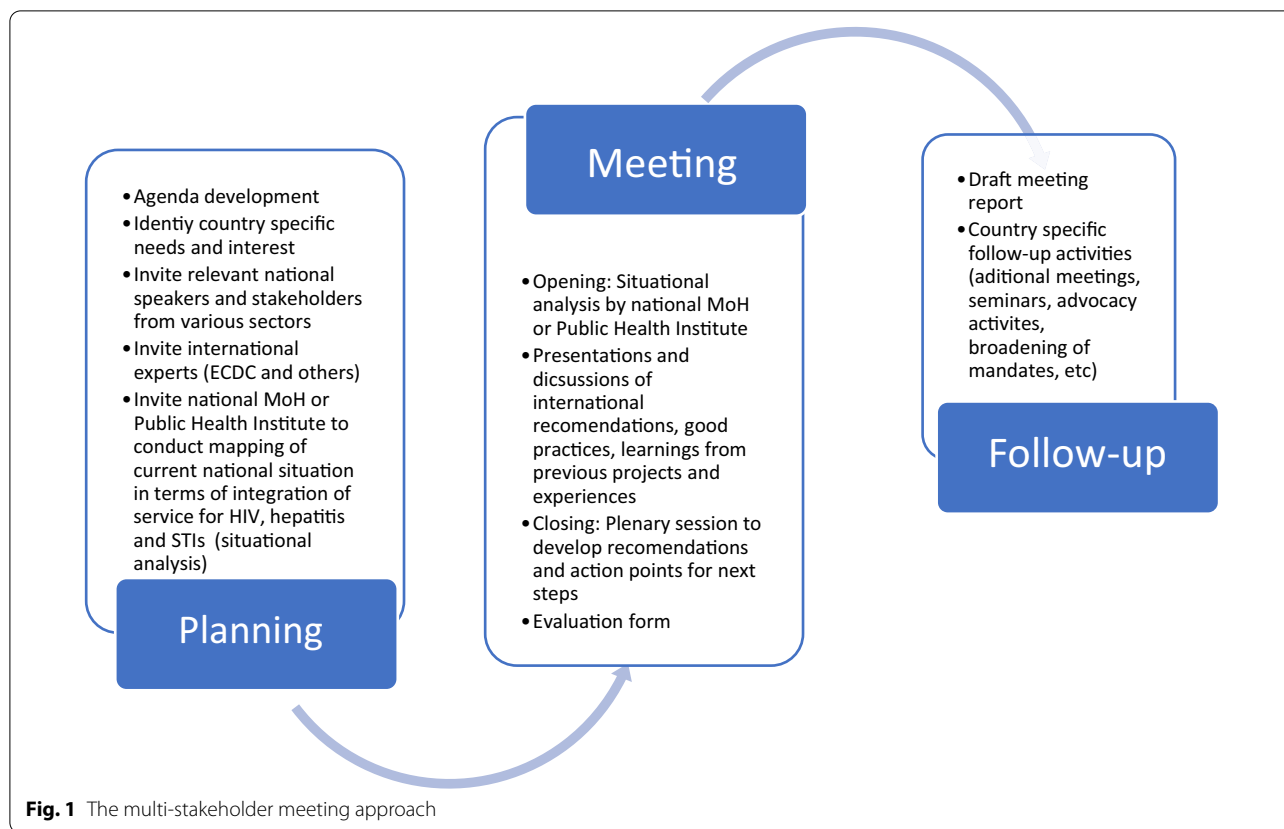 •Agenda development
•Identiy country specific
needs and interest
•Invite relevant national
speakers and stakeholders
from various sectors
•Invite international
experts (ECDC and others)
•Invite national MoH or
Public Health Institute to
conduct mapping of
current national situation
in terms of integration of
service for HIV, hepatitis
and STIs (situational
analysis)
Planning
Meeting
•Opening: Situational
analysis by national MoH
or Public Health Institute
•Presentations and
dicsussions of
international
recomendations, good
practices, learnings from
previous projects and
experiences
•Closing: Plenary session to
develop recomendations
and action points for next
steps
•Evaluation form
•Draft meeting
report
•Country specific
follow-up activities
(aditional meetings,
seminars, advocacy
activites,
broadening of
mandates, etc)
Follow-up
Fig. 1 The multi-stakeholder meeting approach